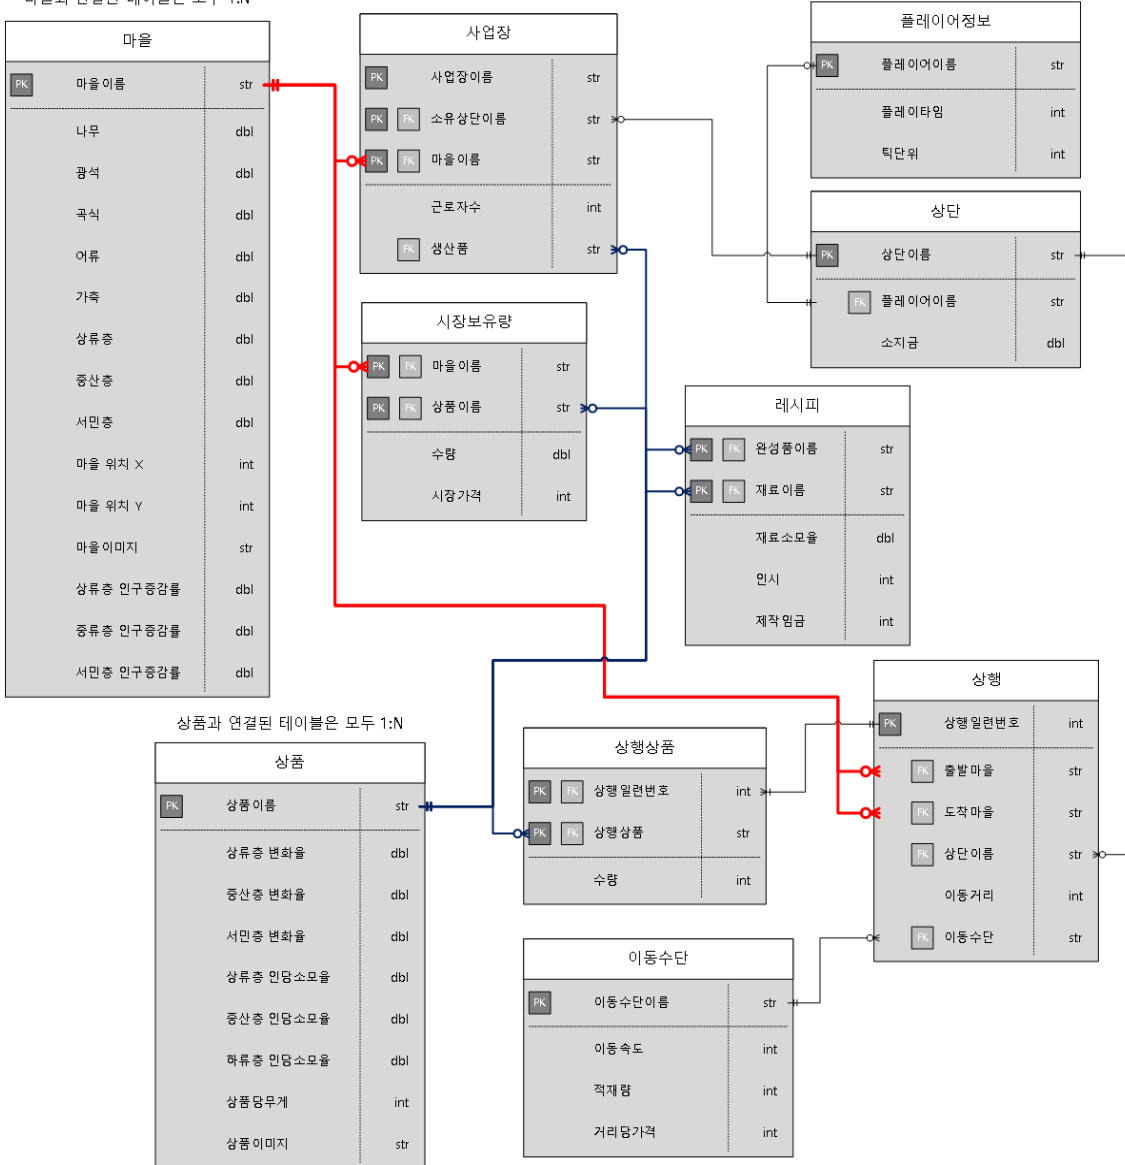 마을과 연결된 테이블은 모두 1:N
마을
PK 마을이름 str
나무 dbl
광석 dbl
곡식 dbl
어류 dbl
가축 dbl
상류층 dbl
중산층 dbl
서민층 dbl
마을 위치 X int
마을 위치 Y int
마을이미지 str
상류층 인구증감률 dbl
중류층 인구증감률 dbl
서민층 인구증감률 dbl
사업장
PK 사업장이름 str
PK FK 소유상단이름 str
PK FK 마을이름 str
근로자수 int
FK 생산품 str
시장보유량
PK FK 마을이름 str
PK FK 상품이름 str
수량 dbl
시장가격 int
플레이어정보
PK 플레이어이름 str
플레이타임 int
틱단위 int
상단
PK 상단이름 str
FK 플레이어이름 str
소지금 dbl
레시피
PK FK 완성품이름 str
PK FK 재료이름 str
재료소모율 dbl
인시 int
제작임금 int
상품과 연결된 테이블은 모두 1:N
상품
PK 상품이름 str
상류층 변화율 dbl
중산층 변화율 dbl
서민층 변화율 dbl
상류층 인당소모율 dbl
중산층 인당소모율 dbl
하류층 인당소모율 dbl
상품당무게 int
상품이미지 str
상행상품
PK FK 상행일련번호 int
PK FK 상행상품 str
수량 int
상행
PK 상행일련번호 int
FK 출발마을 str
FK 도착마을 str
FK 상단이름 str
이동거리 int
FK 이동수단 str
이동수단
PK 이동수단이름 str
이동속도 int
적재량 int
거리당가격 int